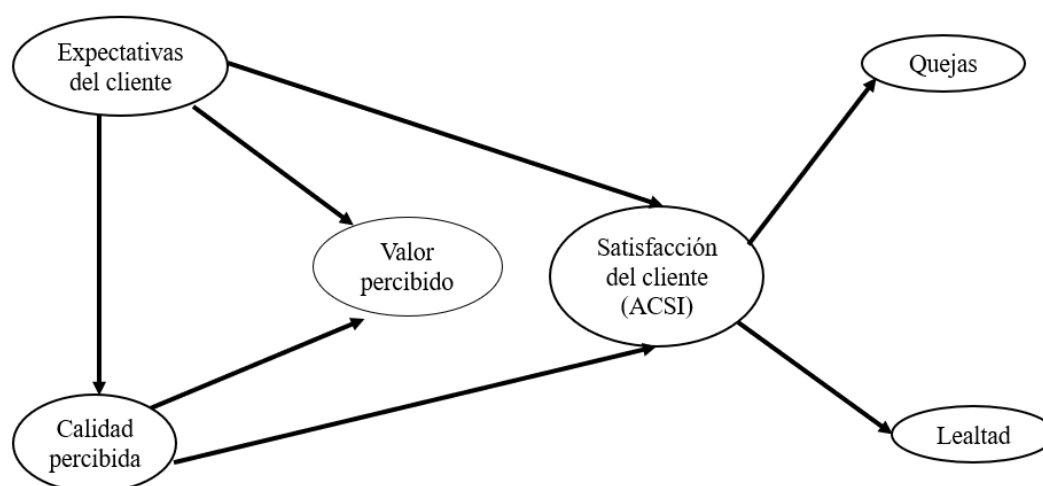 Expectativas
del cliente
Quejas
Valor
percibido
Satisfacción
del cliente
(ACSI)
Calidad
percibida
Lealtad